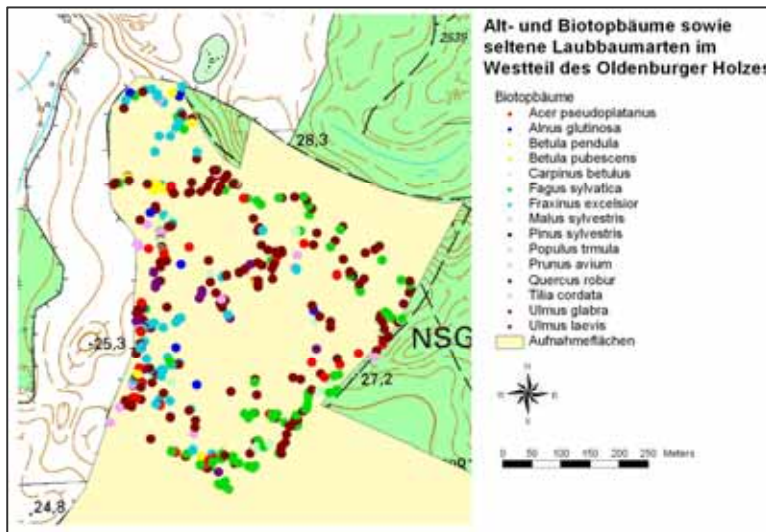 Alt- und Biotopbäume sowie
seltene Laubbaumarten im
Westteil des Oldenburger Holzes
Biotopbäume
Acer pseudoplatanus
Alnus glutinosa
Betula pendula
Betula pubescens
Carpinus betulus
Fagus sylvatica
Fraxinus excelsior
Malus sylvestris
Pinus sylvestris
Populus trmula
Prunus avium
Quercus robur
Tilia cordata
Ulmus glabra
Ulmus laevis
Aufnahmeflächen
0 50 100 150 200 250 Meters
28,3
NSG
-25,3
27,2
24,8